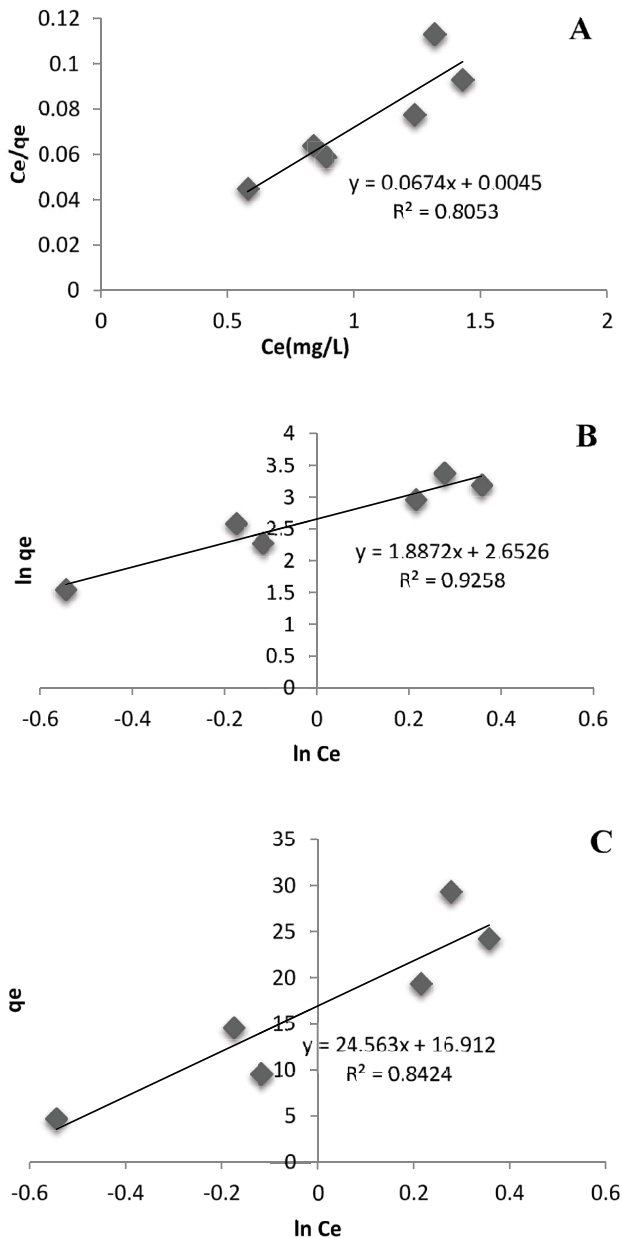 A
0.12
0.1
0.08
0.06
0.04
0.02
0
Ce/qe
y = 0.0674x + 0.0045
R² = 0.8053
0 0.5 1 1.5 2
Ce(mg/L)
B
4
3.5
3
2.5
2
1.5
1
0.5
0
ln qe
y = 1.8872x + 2.6526
R² = 0.9258
-0.6 -0.4 -0.2 0 0.2 0.4 0.6
ln Ce
C
35
30
25
20
15
10
5
0
qe
y = 24.563x + 16.912
R² = 0.8424
-0.6 -0.4 -0.2 0 0.2 0.4 0.6
ln Ce